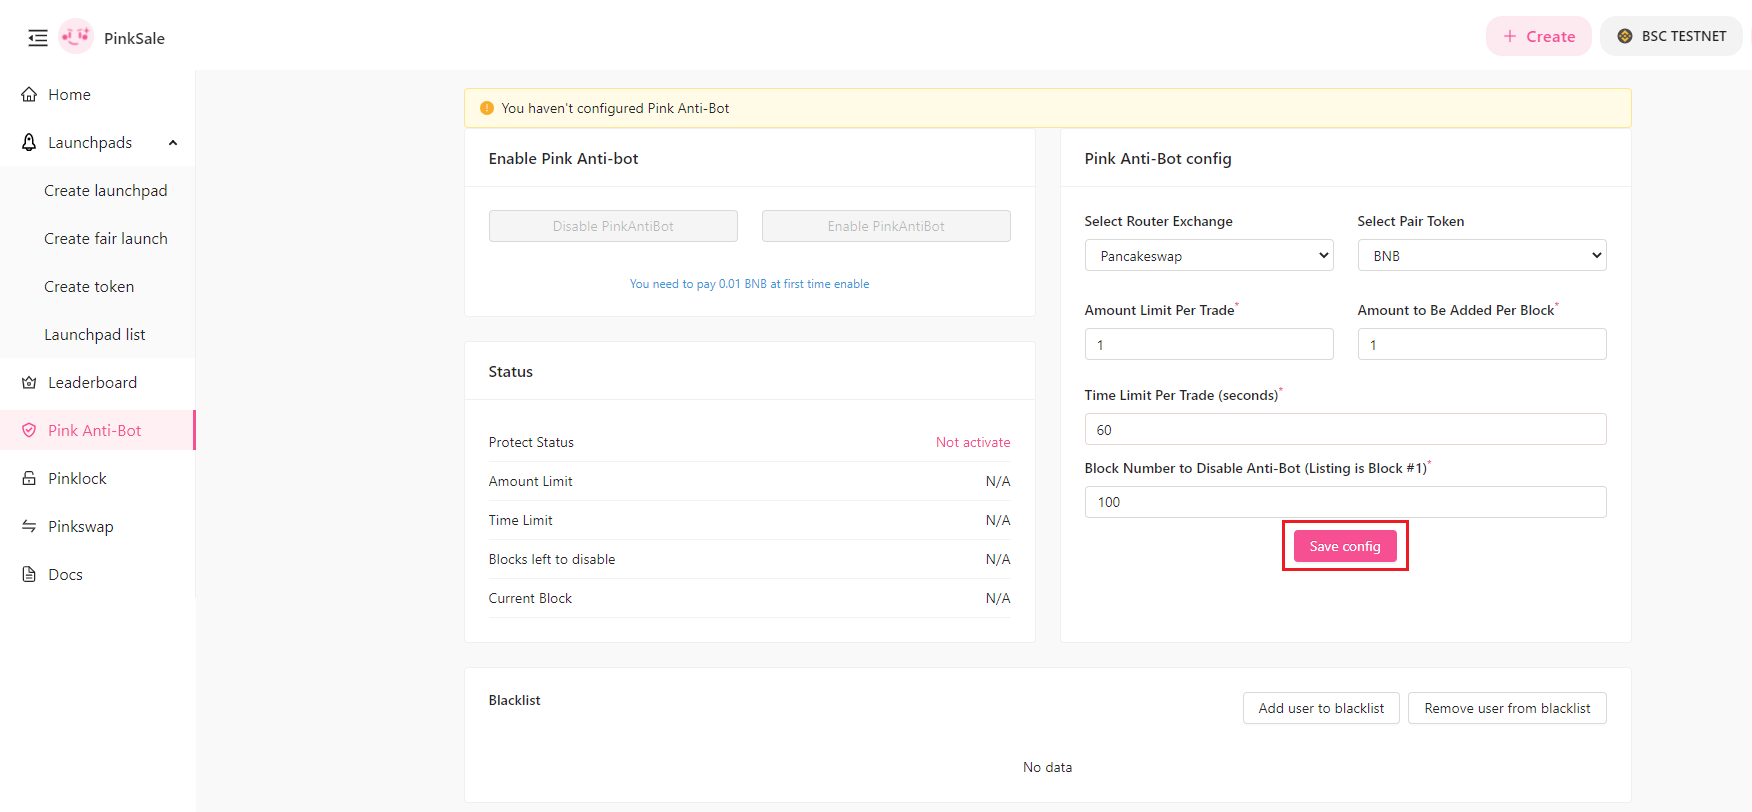 PinkSale
+ Create
BSC TESTNET
Home
Launchpads
Create launchpad
Create fair launch
Create token
Launchpad list
Leaderboard
Pink Anti-Bot
Pinklock
Pinkswap
Docs
You haven't configured Pink Anti-Bot
Enable Pink Anti-bot
Disable PinkAntiBot
Enable PinkAntiBot
You need to pay 0.01 BNB at first time enable
Status
Protect Status Not activate
Amount Limit N/A
Time Limit N/A
Blocks left to disable N/A
Current Block N/A
Pink Anti-Bot config
Select Router Exchange
Pancakeswap
Select Pair Token
BNB
Amount Limit Per Trade*
1
Amount to Be Added Per Block*
1
Time Limit Per Trade (seconds)*
60
Block Number to Disable Anti-Bot (Listing is Block #1)*
100
Save config
Blacklist
Add user to blacklist
Remove user from blacklist
No data